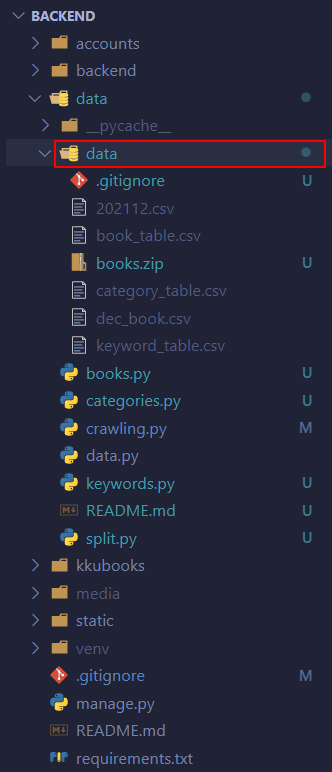 BACKEND
accounts
backend
data
__pycache__
data
.gitignore U
202112.csv
book_table.csv
books.zip U
category_table.csv
dec_book.csv
keyword_table.csv
books.py U
categories.py U
crawling.py M
data.py
keywords.py U
README.md U
split.py U
kkubooks
media
static
venv
.gitignore M
manage.py
README.md
requirements.txt